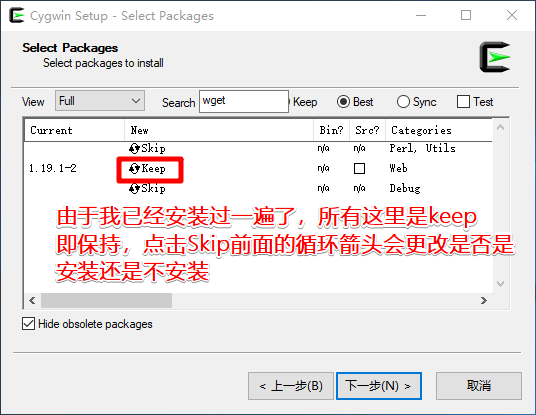 Cygwin Setup - Select Packages
Select Packages
Select packages to install
View Full Search wget Keep Best Sync Test
Current New Bin? Src? Categories
Skip n/a n/a Perl, Utils
1.19.1-2 Keep n/a Web
Skip n/a n/a Debug
由于我已经安装过一遍了，所有这里是keep
即保持，点击Skip前面的循环箭头会更改是否是
安装还是不安装
Hide obsolete packages
< 上一步(B) 下一步(N) > 取消